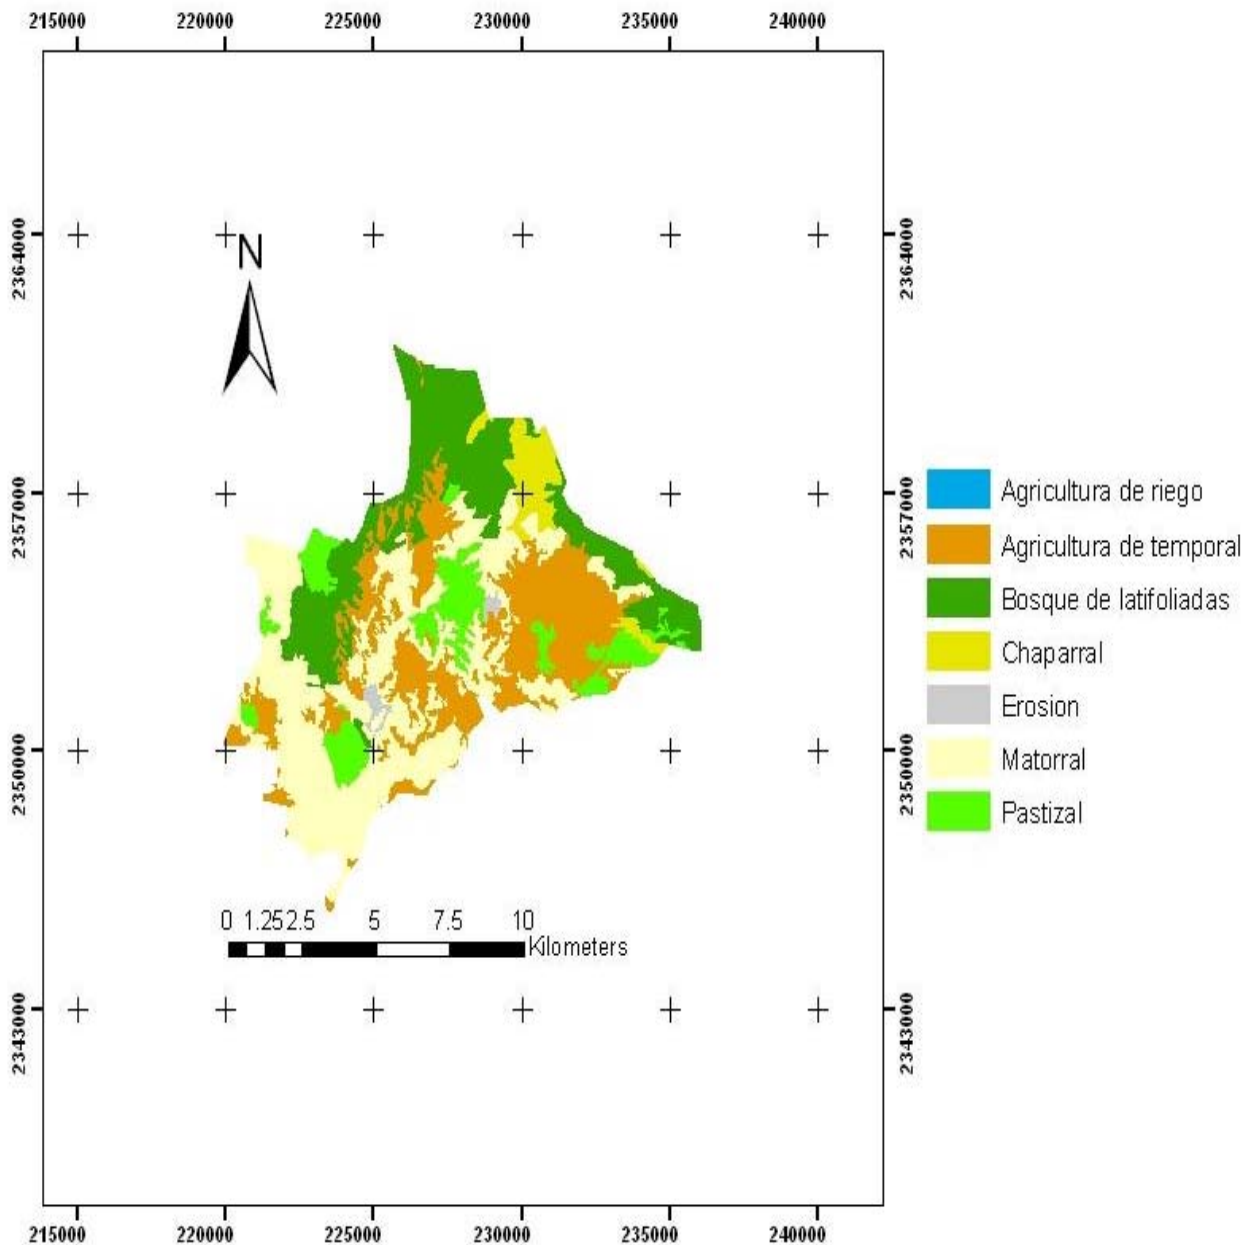 215000 220000 225000 230000 235000 240000
2364000
2364000
N
2357000
2357000
Agricultura de riego
Agricultura de temporal
Bosque de latifoliadas
Chaparral
Erosion
Matorral
Pastizal
2350000
2350000
0 1.25 2.5 5 7.5 10
Kilometers
2343000
2343000
215000 220000 225000 230000 235000 240000